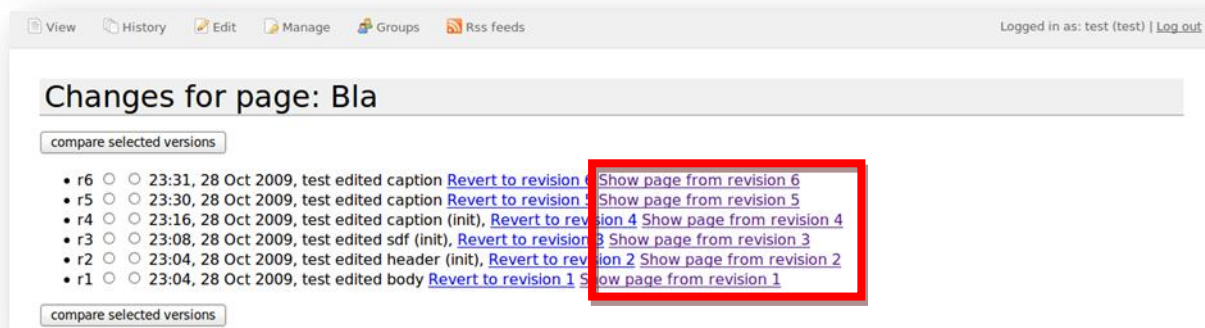 View History Edit Manage Groups Rss feeds Logged in as: test (test) | Log out
Changes for page: Bla
compare selected versions
• r6 23:31, 28 Oct 2009, test edited caption Revert to revision 6 Show page from revision 6
• r5 23:30, 28 Oct 2009, test edited caption Revert to revision 5 Show page from revision 5
• r4 23:16, 28 Oct 2009, test edited caption (init), Revert to revision 4 Show page from revision 4
• r3 23:08, 28 Oct 2009, test edited sdf (init), Revert to revision 3 Show page from revision 3
• r2 23:04, 28 Oct 2009, test edited header (init), Revert to revision 2 Show page from revision 2
• r1 23:04, 28 Oct 2009, test edited body Revert to revision 1 Show page from revision 1
compare selected versions